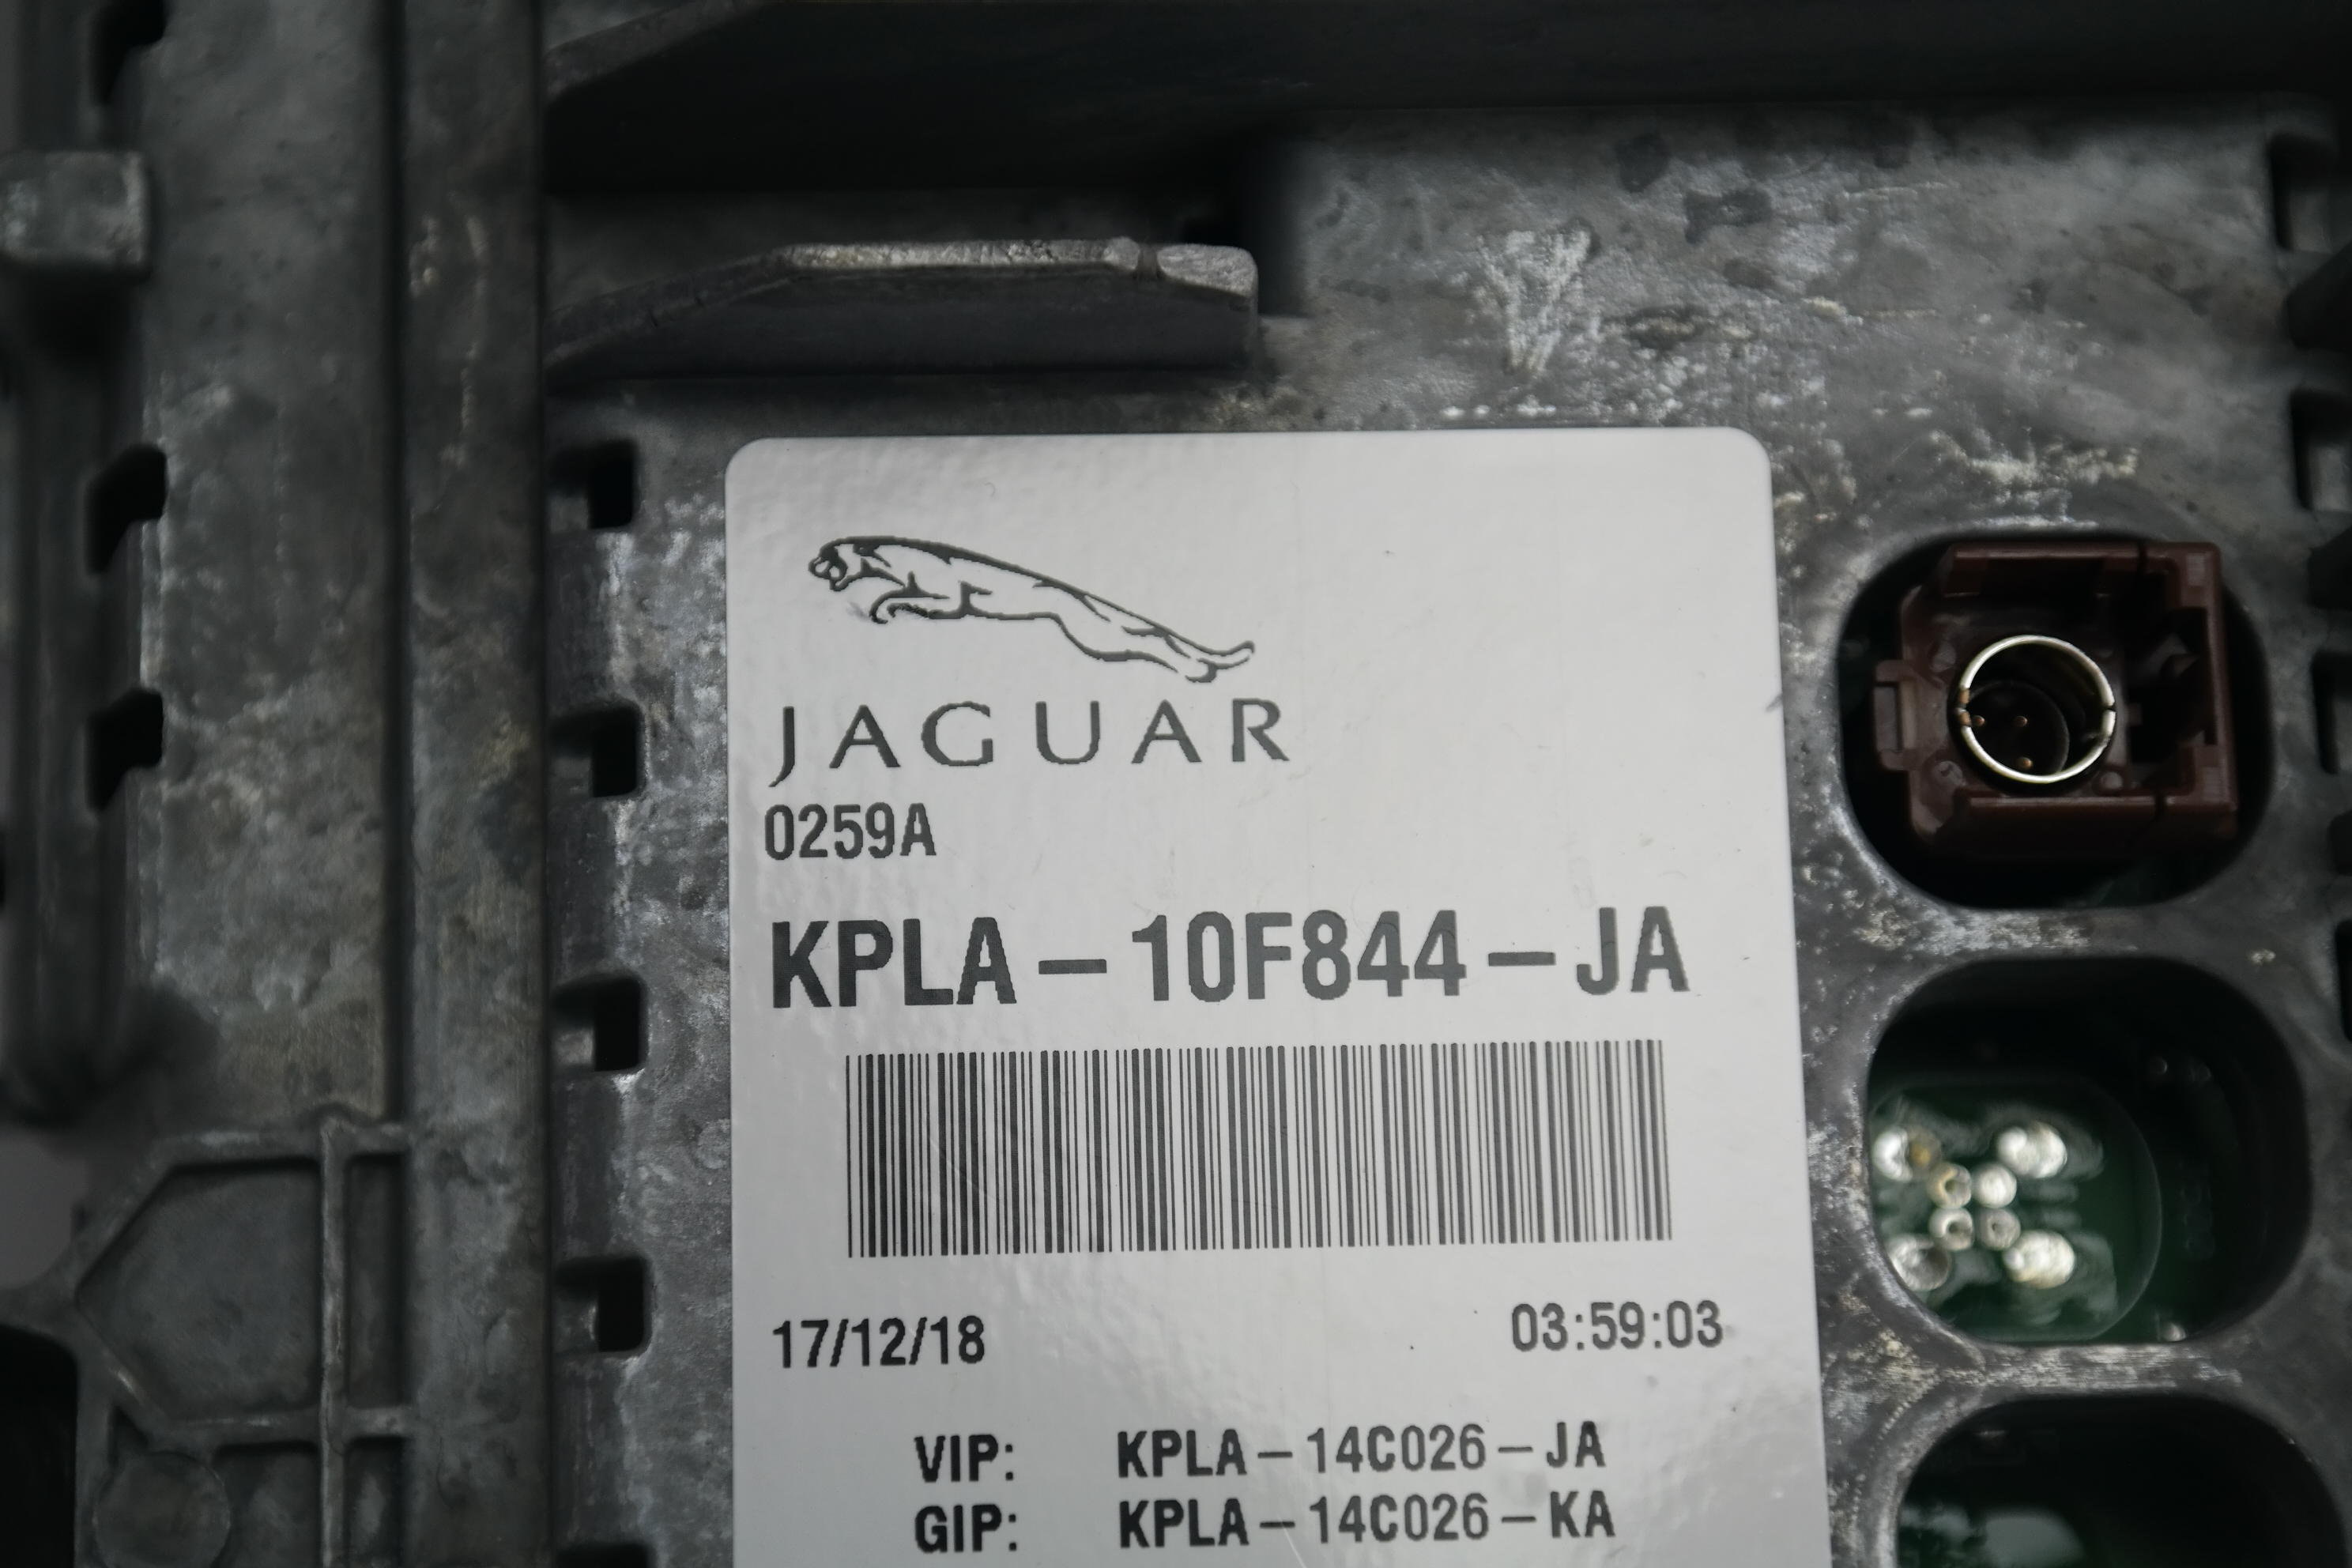 JAGUAR
0259A
KPLA-10F844-JA
17/12/18 03:59:03
VIP: KPLA-14C026-JA
GIP: KPLA-14C026-KA